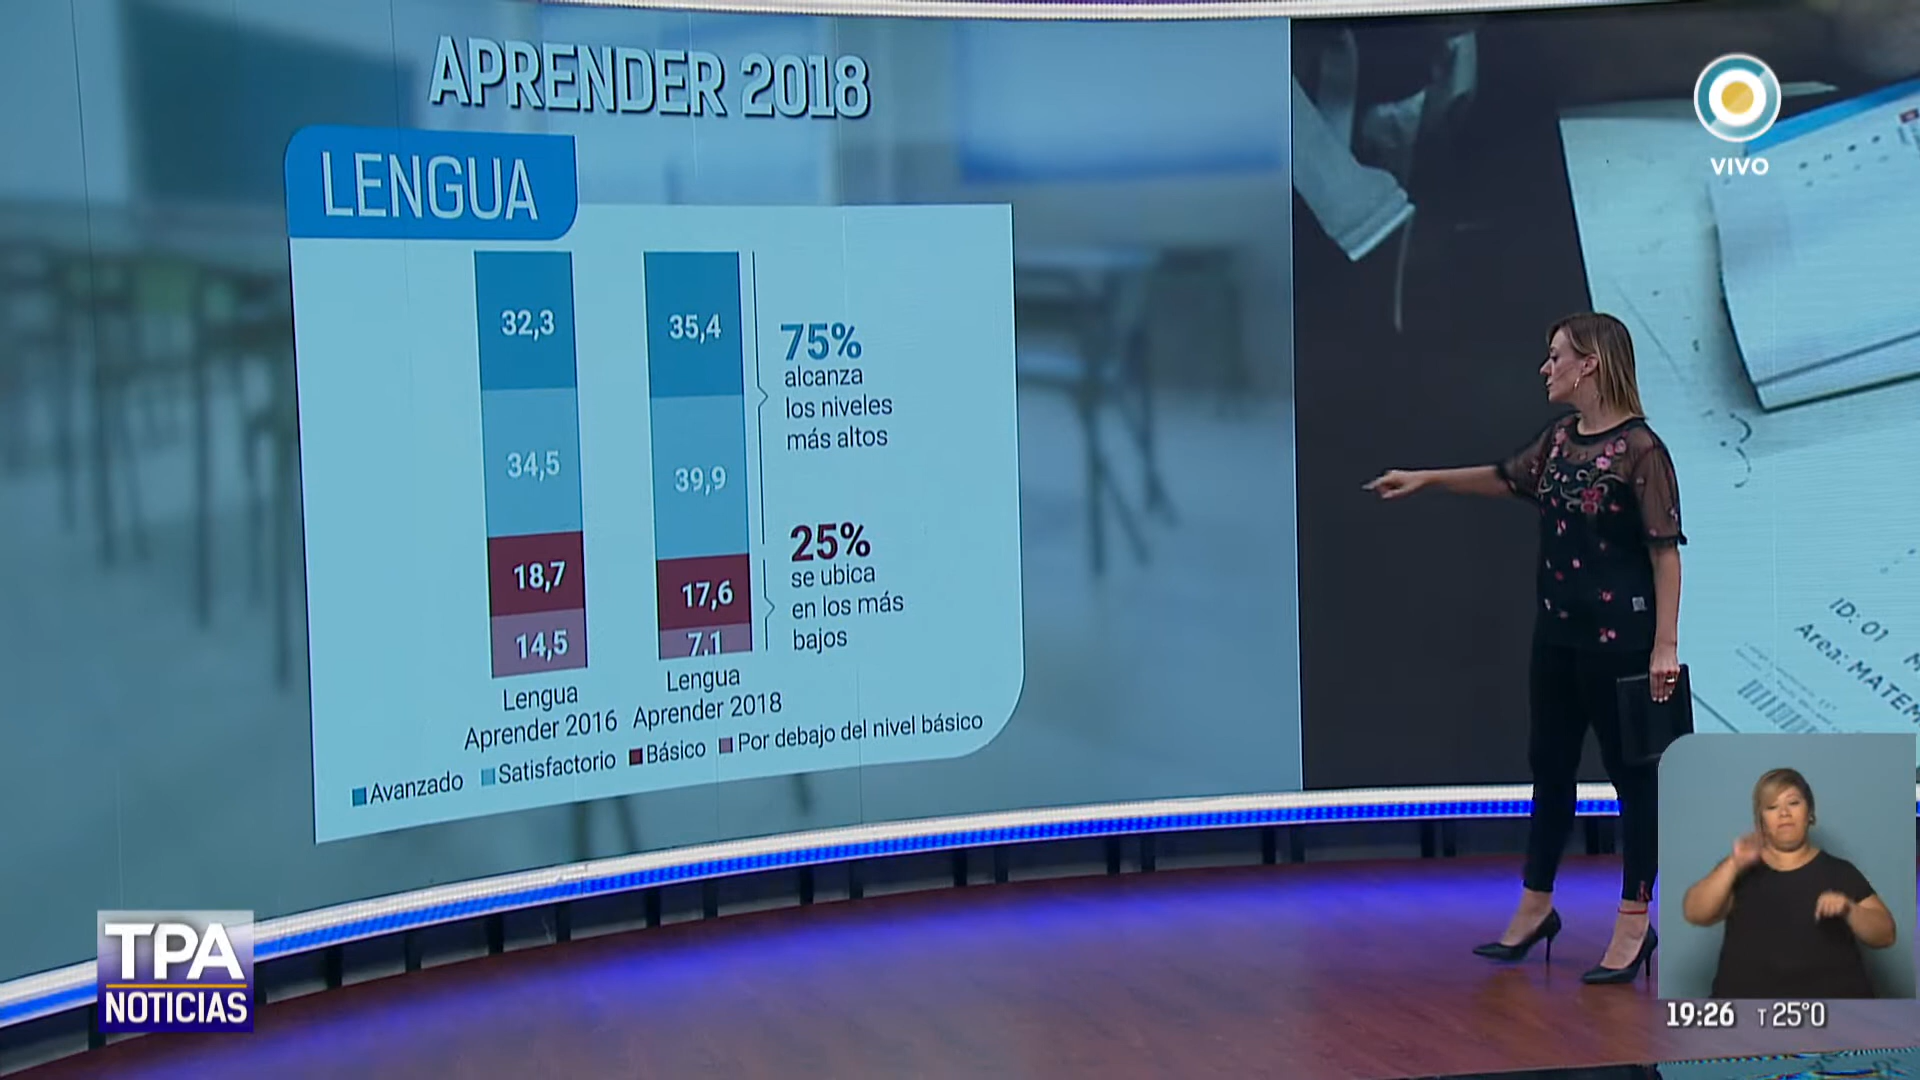 APRENDER 2018
LENGUA
32,3
35,4
34,5
39,9
18,7
17,6
14,5
7,1
75%
alcanza
los niveles
más altos
25%
se ubica
en los más
bajos
Lengua
Aprender 2016
Lengua
Aprender 2018
Avanzado
Satisfactorio
Básico
Por debajo del nivel básico
VIVO
ID: 01
Area: MATEM
TPA
NOTICIAS
19:26 T 25°0